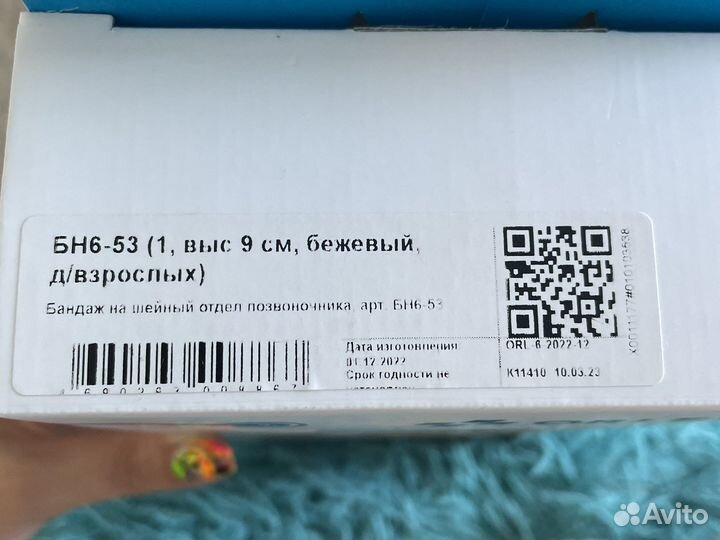 БН6-53 (1, выс 9 см, бежевый,
д/взрослых)
Бандаж на шейный отдел позвоночника, арт. БН6-53
Дата изготовления:
01.12.2022
Срок годности не
ORL-6 2022-12
К11410 10.03.23
Avito